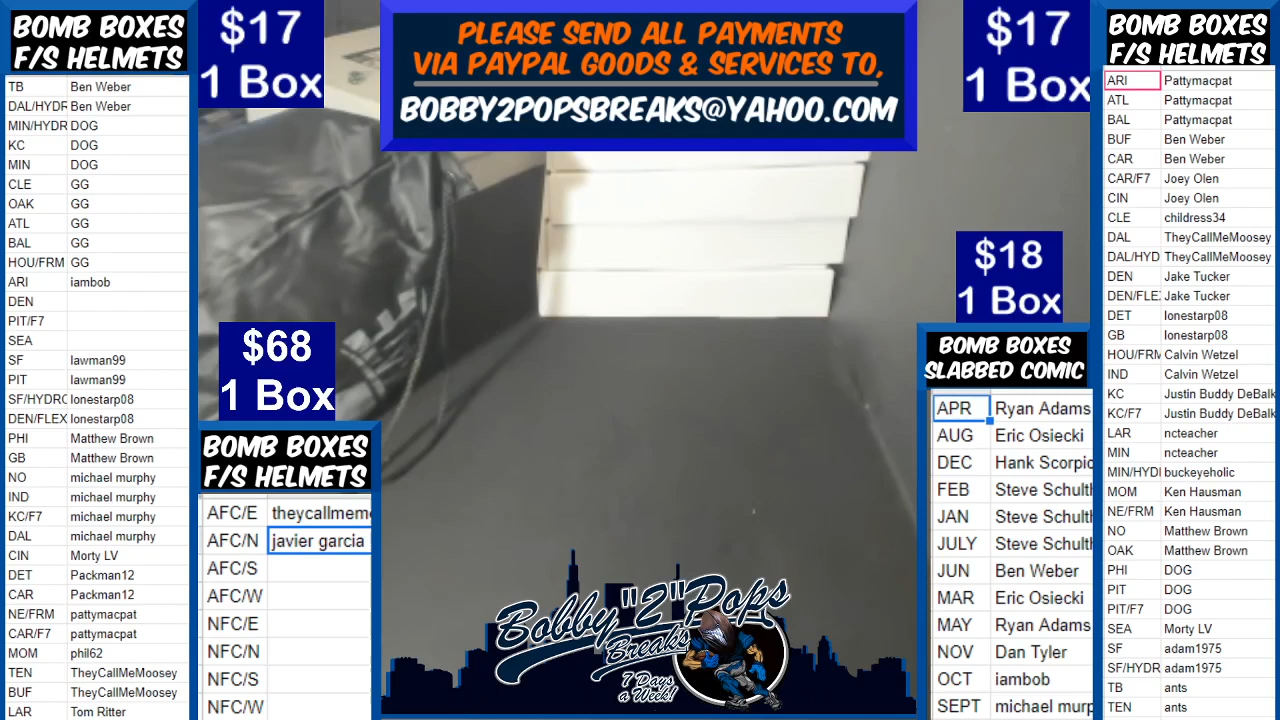 BOMB BOXES
F/S HELMETS
TB Ben Weber
DAL/HYDR Ben Weber
MIN/HYDR DOG
KC DOG
MIN DOG
CLE GG
OAK GG
ATL GG
BAL GG
HOU/FRM GG
ARI iambob
DEN
PIT/F7
SEA
SF lawman99
PIT lawman99
SF/HYDRO lonestarp08
DEN/FLEX lonestarp08
PHI Matthew Brown
GB Matthew Brown
NO michael murphy
IND michael murphy
KC/F7 michael murphy
DAL michael murphy
CIN Morty LV
DET Packman12
CAR Packman12
NE/FRM pattymacpat
CAR/F7 pattymacpat
MOM phil62
TEN TheyCallMeMoosey
BUF TheyCallMeMoosey
LAR Tom Ritter
$17
1 Box
$68
1 Box
BOMB BOXES
F/S HELMETS
AFC/E theycallmem
AFC/N javier garcia
AFC/S
AFC/W
NFC/E
NFC/N
NFC/S
NFC/W
PLEASE SEND ALL PAYMENTS
VIA PAYPAL GOODS & SERVICES TO,
BOBBY2POPSBREAKS@YAHOO.COM
Bobby "2" Pops
Breaks
7 Days
a Week!
$17
1 Box
$18
1 Box
BOMB BOXES
SLABBED COMIC
APR Ryan Adams
AUG Eric Osiecki
DEC Hank Scorpio
FEB Steve Schult
JAN Steve Schult
JULY Steve Schult
JUN Ben Weber
MAR Eric Osiecki
MAY Ryan Adams
NOV Dan Tyler
OCT iambob
SEPT michael murp
BOMB BOXES
F/S HELMETS
ARI Pattymacpat
ATL Pattymacpat
BAL Pattymacpat
BUF Ben Weber
CAR Ben Weber
CAR/F7 Joey Olen
CIN Joey Olen
CLE childress34
DAL TheyCallMeMoosey
DAL/HYD TheyCallMeMoosey
DEN Jake Tucker
DEN/FLE Jake Tucker
DET lonestarp08
GB lonestarp08
HOU/FRM Calvin Wetzel
IND Calvin Wetzel
KC Justin Buddy DeBalk
KC/F7 Justin Buddy DeBalk
LAR ncteacher
MIN ncteacher
MIN/HYD buckeyeholic
MOM Ken Hausman
NE/FRM Ken Hausman
NO Matthew Brown
OAK Matthew Brown
PHI DOG
PIT DOG
PIT/F7 DOG
SEA Morty LV
SF adam1975
SF/HYDR adam1975
TB ants
TEN ants